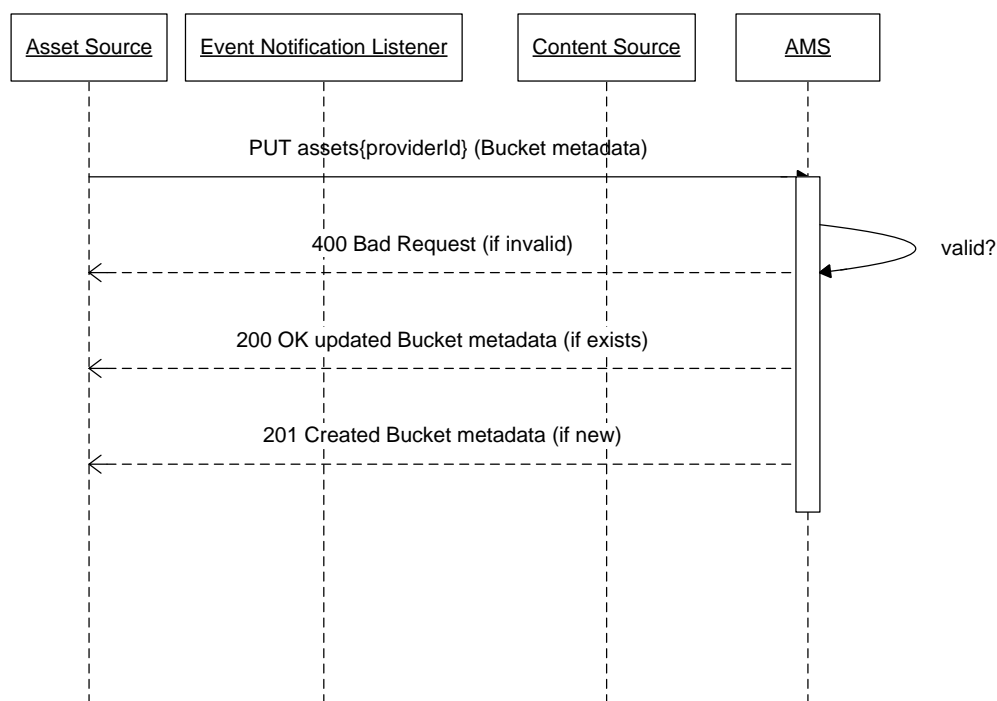 Asset Source
Event Notification Listener
Content Source
AMS
PUT assets{providerId} (Bucket metadata)
400 Bad Request (if invalid)
valid?
200 OK updated Bucket metadata (if exists)
201 Created Bucket metadata (if new)